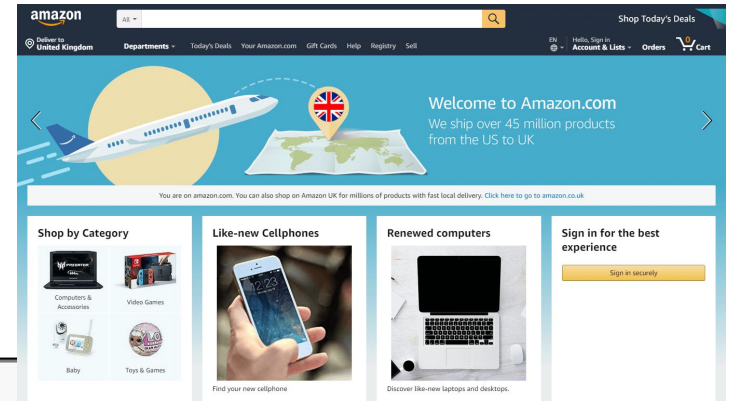 amazon
All
Shop Today's Deals
Deliver to
United Kingdom
Departments
Today's Deals
Your Amazon.com
Gift Cards
Help
Registry
Sell
EN
Hello, Sign in
Account & Lists
Orders
0
Cart
Welcome to Amazon.com
We ship over 45 million products
from the US to UK
You are on amazon.com. You can also shop on Amazon UK for millions of products with fast local delivery. Click here to go to amazon.co.uk
Shop by Category
PREDATOR
Computers &
Accessories
Video Games
Baby
Toys & Games
Like-new Cellphones
12:23
Find your new cellphone
Renewed computers
Discover like-new laptops and desktops.
Sign in for the best
experience
Sign in securely